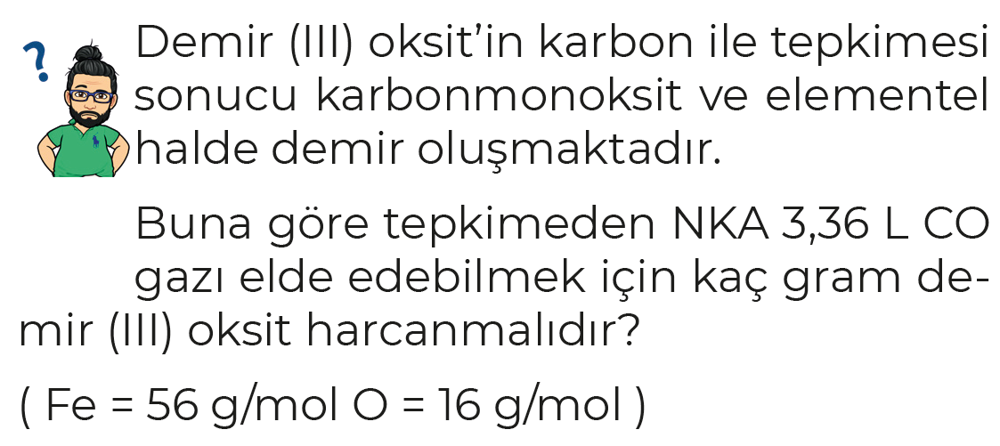 ?
Demir (III) oksit’in karbon ile tepkimesi
sonucu karbonmonoksit ve elementel
halde demir oluşmaktadır.
Buna göre tepkimeden NKA 3,36 L CO
gazı elde edebilmek için kaç gram de-
mir (III) oksit harcanmalıdır?
( Fe = 56 g/mol O = 16 g/mol )